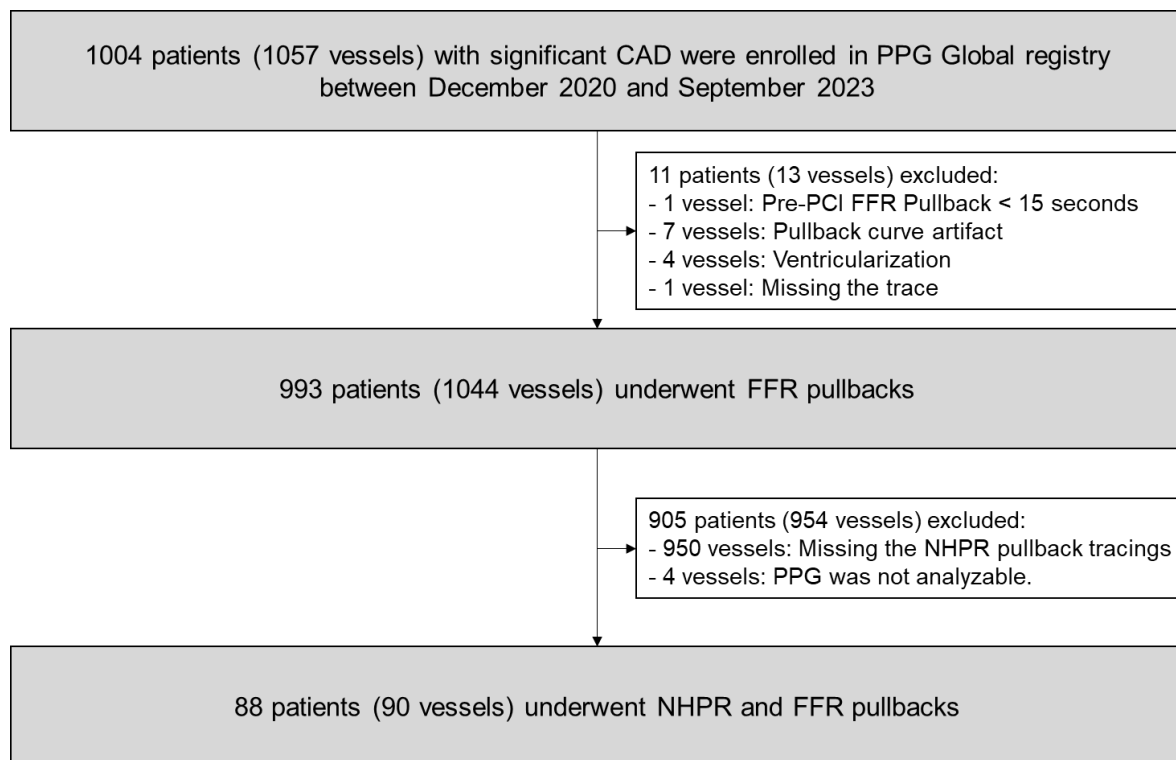 1004 patients (1057 vessels) with significant CAD were enrolled in PPG Global registry
between December 2020 and September 2023
11 patients (13 vessels) excluded:
- 1 vessel: Pre-PCI FFR Pullback < 15 seconds
- 7 vessels: Pullback curve artifact
- 4 vessels: Ventricularization
- 1 vessel: Missing the trace
993 patients (1044 vessels) underwent FFR pullbacks
905 patients (954 vessels) excluded:
- 950 vessels: Missing the NHPR pullback tracings
- 4 vessels: PPG was not analyzable.
88 patients (90 vessels) underwent NHPR and FFR pullbacks